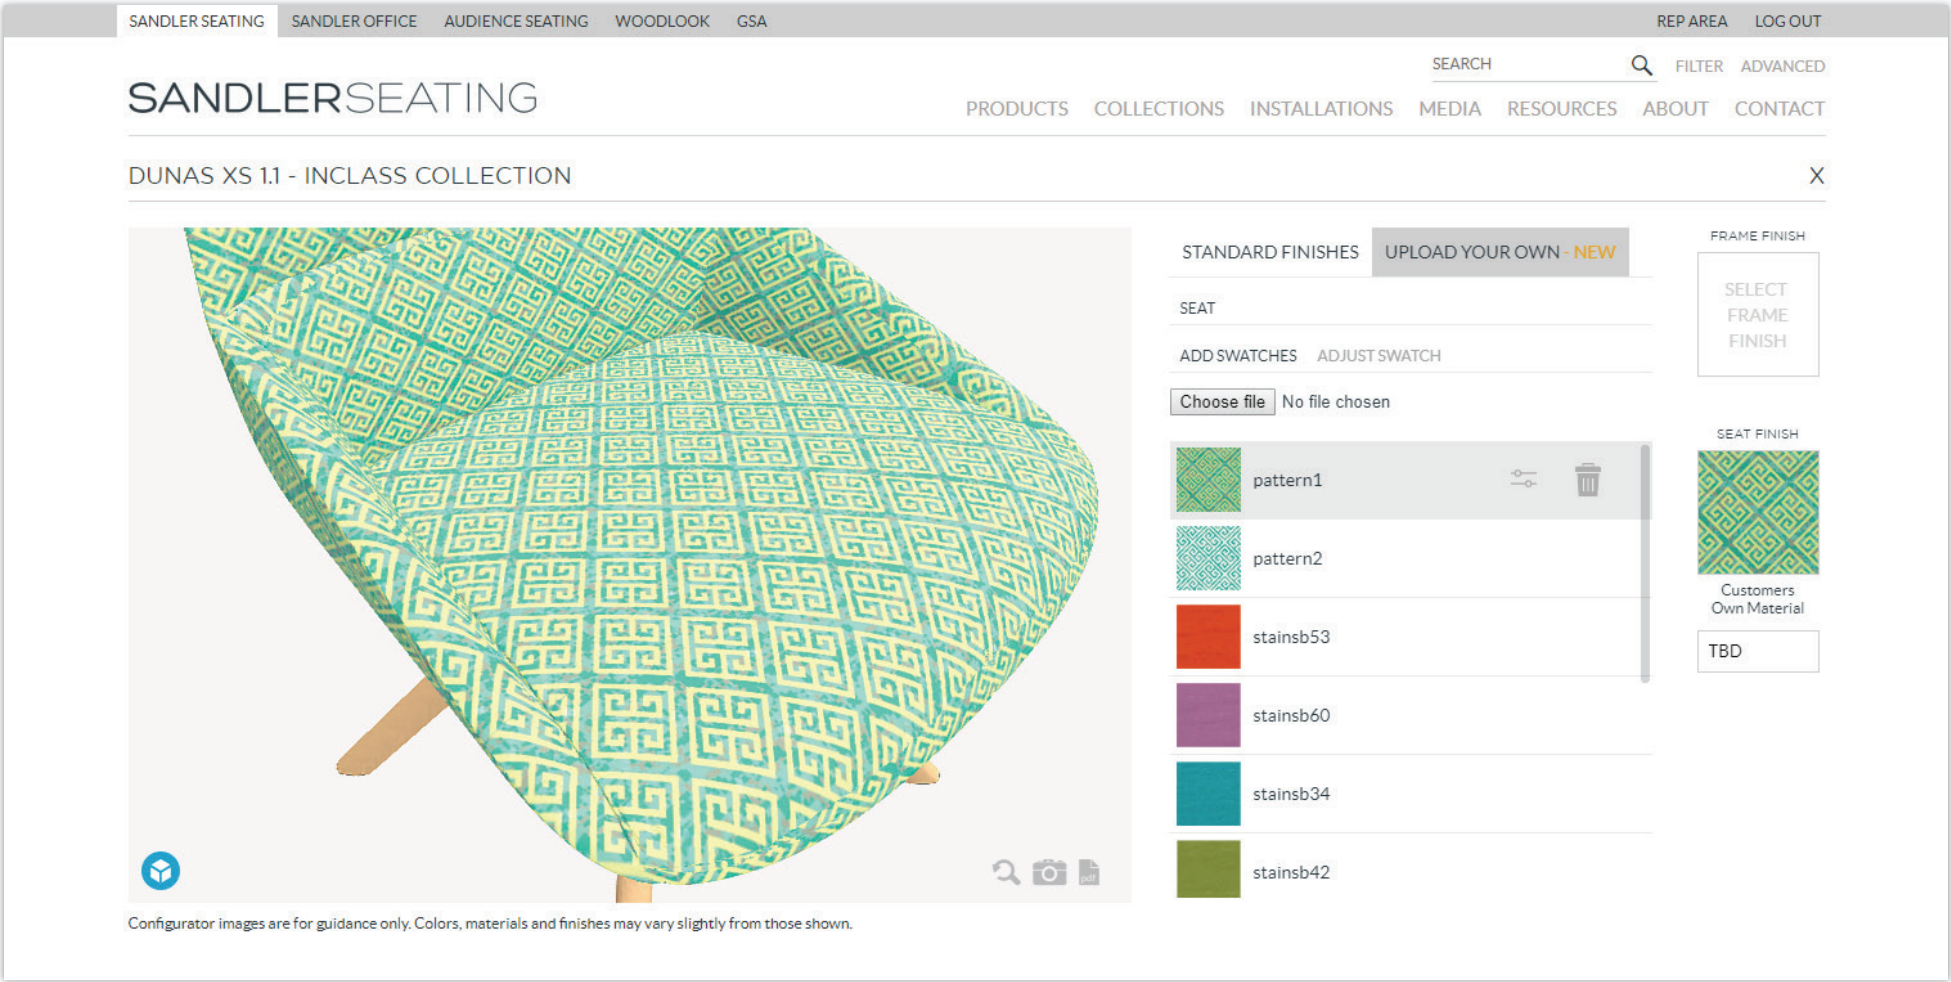 SANDLER SEATING SANDLER OFFICE AUDIENCE SEATING WOODLOOK GSA REP AREA LOG OUT
SEARCH FILTER ADVANCED
SANDLERSEATING
PRODUCTS COLLECTIONS INSTALLATIONS MEDIA RESOURCES ABOUT CONTACT
DUNAS XS 1.1 - INCLASS COLLECTION X
STANDARD FINISHES UPLOAD YOUR OWN - NEW
SEAT
ADD SWATCHES ADJUST SWATCH
Choose file No file chosen
pattern1
pattern2
stainsb53
stainsb60
stainsb34
stainsb42
FRAME FINISH
SELECT
FRAME
FINISH
SEAT FINISH
Customers
Own Material
TBD
pdf
Configurator images are for guidance only. Colors, materials and finishes may vary slightly from those shown.